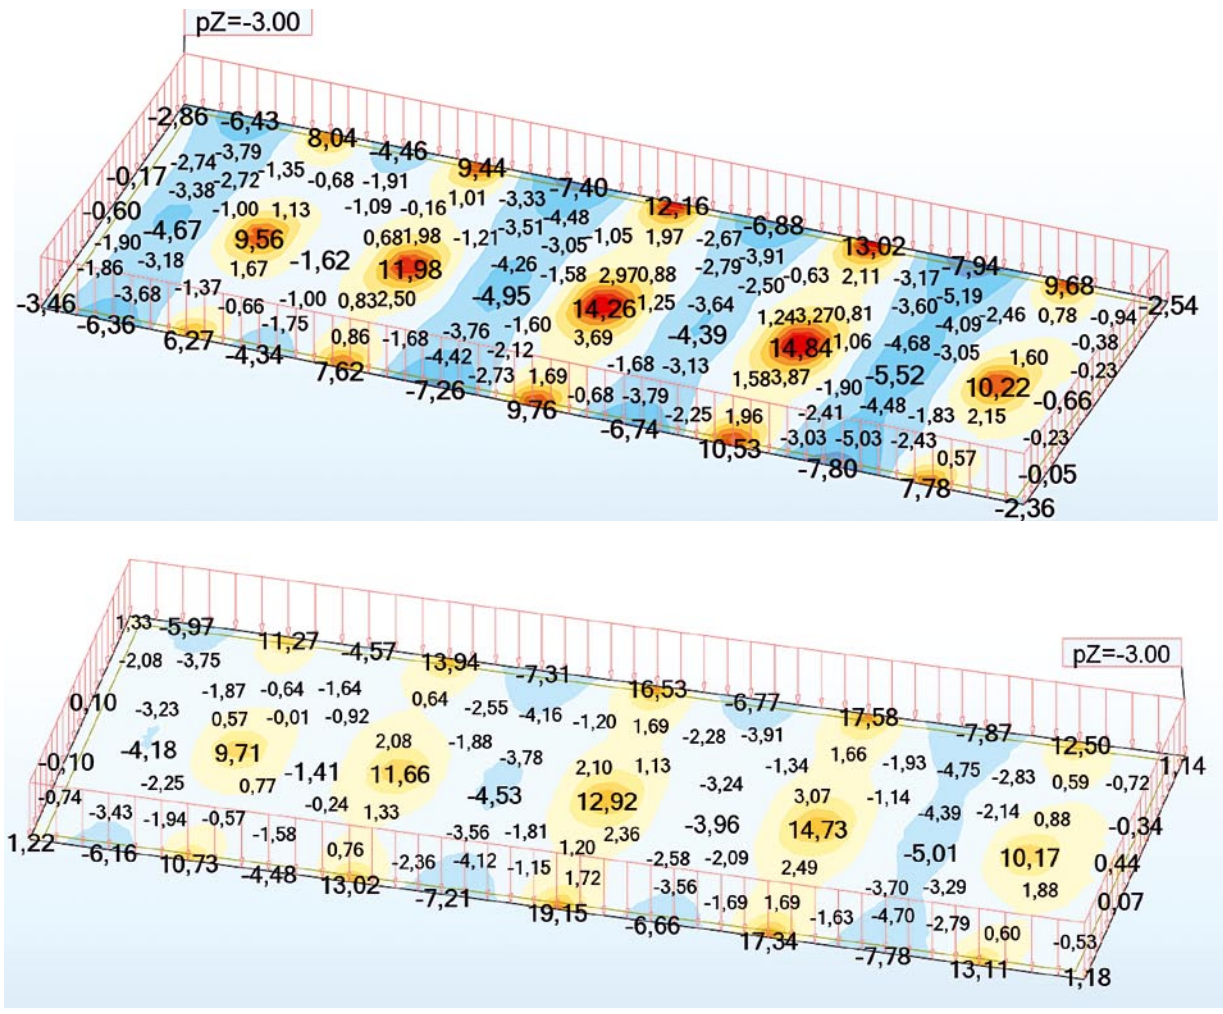 pZ=-3.00
-2,86 -6,43 8,04 -4,46 9,44 -7,40 12,16 -6,88 13,02 -7,94 9,68 -2,54
-0,17 -2,74 -3,79 -1,35 -0,68 -1,91
-3,38 -2,72 1,01 -3,33
-0,60 -1,00 1,13 -1,09 -0,16 -3,51 -4,48
-1,90 -4,67 9,56 0,68 1,98 -1,21 -3,05 -1,05 1,97 -2,67
-1,86 -3,18 1,67 -1,62 11,98 -4,26 -1,58 2,97 0,88 -2,79 -3,91 -0,63 2,11 -3,17
-3,46 -3,68 -1,37 -0,66 -1,00 0,83 2,50 -4,95 14,26 1,25 -3,64 -2,50 -3,60 -5,19
-6,36 6,27 -1,75 0,86 -1,68 -3,76 -1,60 3,69 -4,39 1,24 3,27 0,81 -4,09 -2,46 0,78 -0,94
-4,34 7,62 -4,42 -2,12 -1,68 -3,13 14,84 1,06 -4,68 -3,05 1,60 -0,38
-7,26 -2,73 1,69 -0,68 -3,79 1,58 3,87 -1,90 -5,52 10,22 -0,23
9,76 -6,74 -2,25 1,96 -2,41 -4,48 -1,83 2,15 -0,66
10,53 -3,03 -5,03 -2,43 -0,23
-7,80 7,78 0,57 -0,05
-2,36
pZ=-3.00
1,33 -5,97 11,27 -4,57 13,94 -7,31 16,53 -6,77 17,58 -7,87 12,50 1,14
-2,08 -3,75
0,10 -1,87 -0,64 -1,64 0,64 -2,55
-3,23 0,57 -0,01 -0,92 -4,16 -1,20 1,69 -2,28 -3,91
-0,10 -4,18 9,71 2,08 -1,88 -3,78 2,10 1,13 -1,34 1,66 -1,93 -4,75 -2,83 0,59 -0,72
-0,74 -2,25 0,77 -1,41 11,66 -4,53 12,92 -3,24 3,07 -1,14
-3,43 -1,94 -0,57 -0,24 1,33 -3,56 -1,81 2,36 -3,96 14,73 -4,39 -2,14 0,88 -0,34
1,22 -6,16 10,73 -1,58 0,76 -2,36 -4,12 -1,15 1,20 -2,58 -2,09 2,49 -5,01 10,17 0,44
-4,48 13,02 -7,21 1,72 -3,56 -1,69 1,69 -3,70 -3,29 1,88 0,07
19,15 -6,66 -1,63 -4,70 -2,79 0,60 -0,53
17,34 -7,78 13,11 1,18